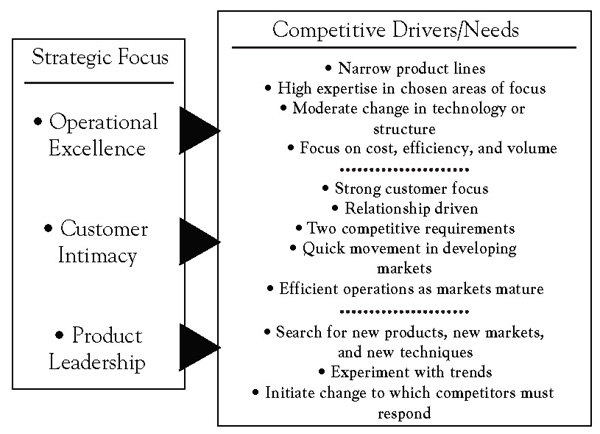 Strategic Focus
• Operational
Excellence
• Customer
Intimacy
• Product
Leadership
Competitive Drivers/Needs
• Narrow product lines
• High expertise in chosen areas of focus
• Moderate change in technology or
structure
• Focus on cost, efficiency, and volume
• Strong customer focus
• Relationship driven
• Two competitive requirements
• Quick movement in developing
markets
• Efficient operations as markets mature
• Search for new products, new markets,
and new techniques
• Experiment with trends
• Initiate change to which competitors must
respond